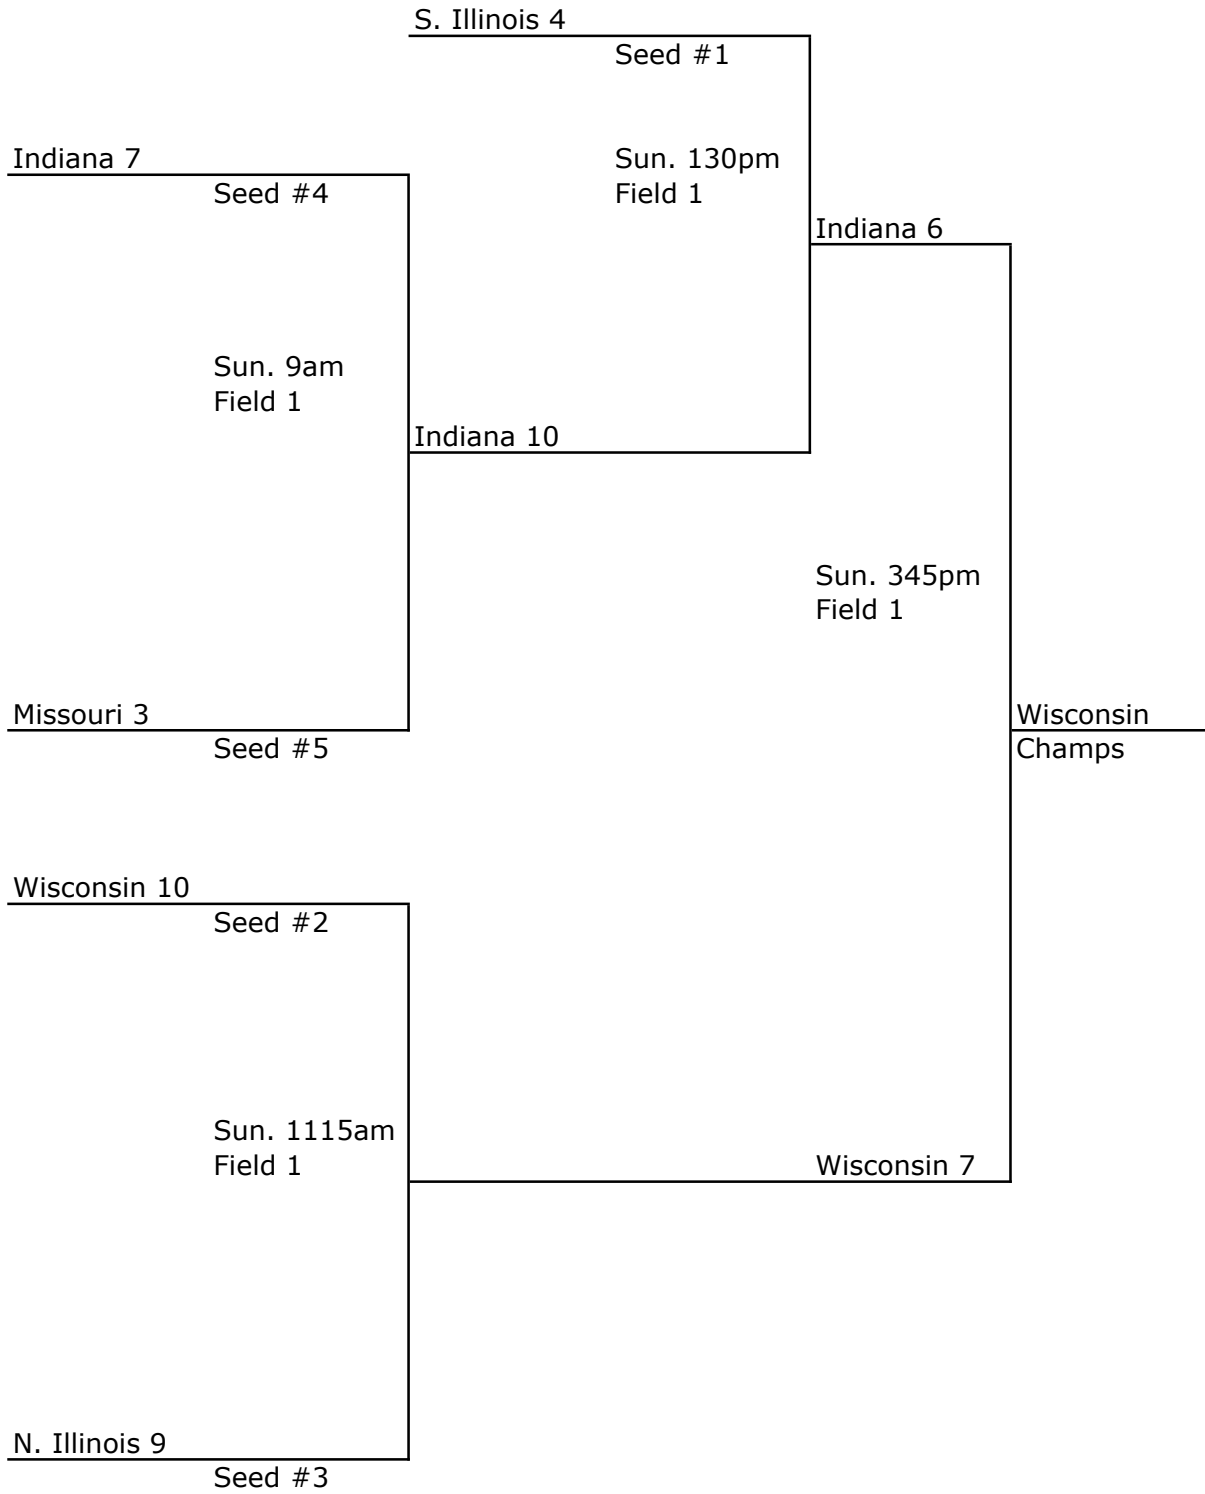 S. Illinois 4
Seed #1
Indiana 7
Sun. 130pm
Seed #4
Field 1
Indiana 6
Sun. 9am
Field 1
Indiana 10
Sun. 345pm
Field 1
Missouri 3
Wisconsin
Seed #5
Champs
Wisconsin 10
Seed #2
Sun. 1115am
Field 1
Wisconsin 7
N. Illinois 9
Seed #3